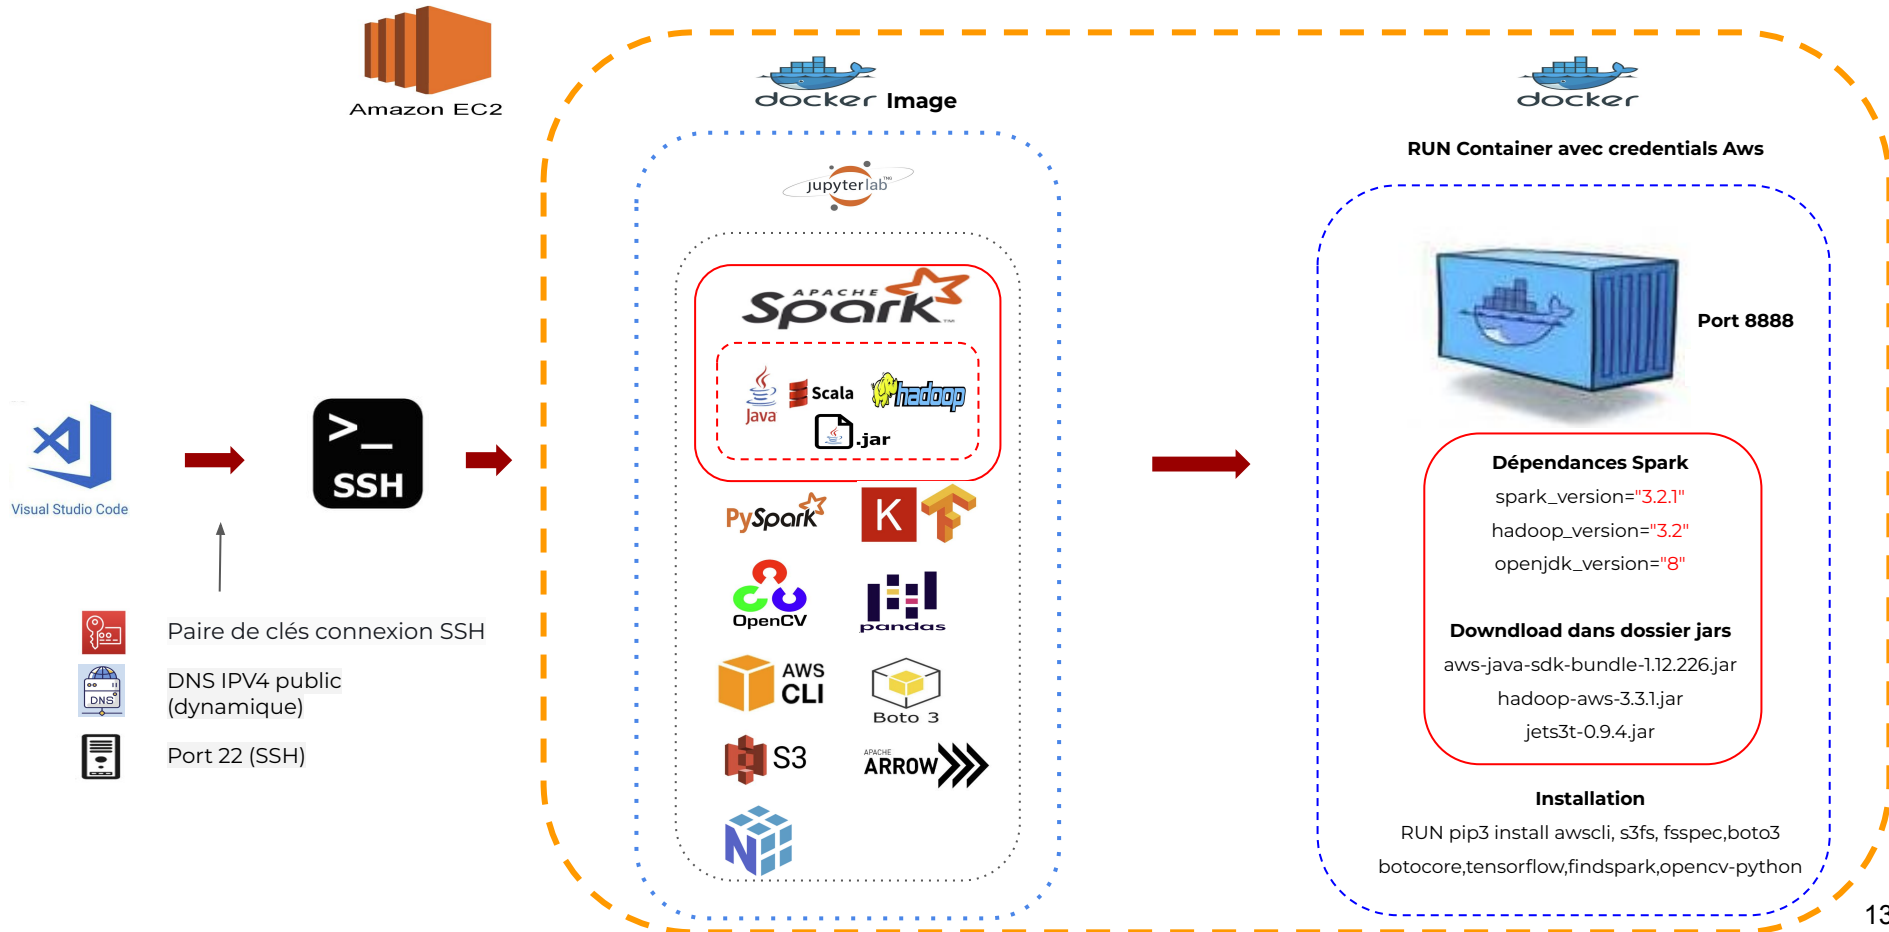 Amazon EC2
docker Image
docker
RUN Container avec credentials Aws
jupyterlab™
APACHE
Spark™
Java
Scala
hadoop
.jar
Port 8888
Visual Studio Code
>_
SSH
PySpark
K
OpenCV
pandas
AWS
CLI
Boto 3
S3
APACHE
ARROW
N
Paire de clés connexion SSH
DNS
DNS IPV4 public
(dynamique)
Port 22 (SSH)
Dépendances Spark
spark_version="3.2.1"
hadoop_version="3.2"
openjdk_version="8"
Downdload dans dossier jars
aws-java-sdk-bundle-1.12.226.jar
hadoop-aws-3.3.1.jar
jets3t-0.9.4.jar
Installation
RUN pip3 install awscli, s3fs, fsspec,boto3
botocore,tensorflow,findspark,opencv-python
13